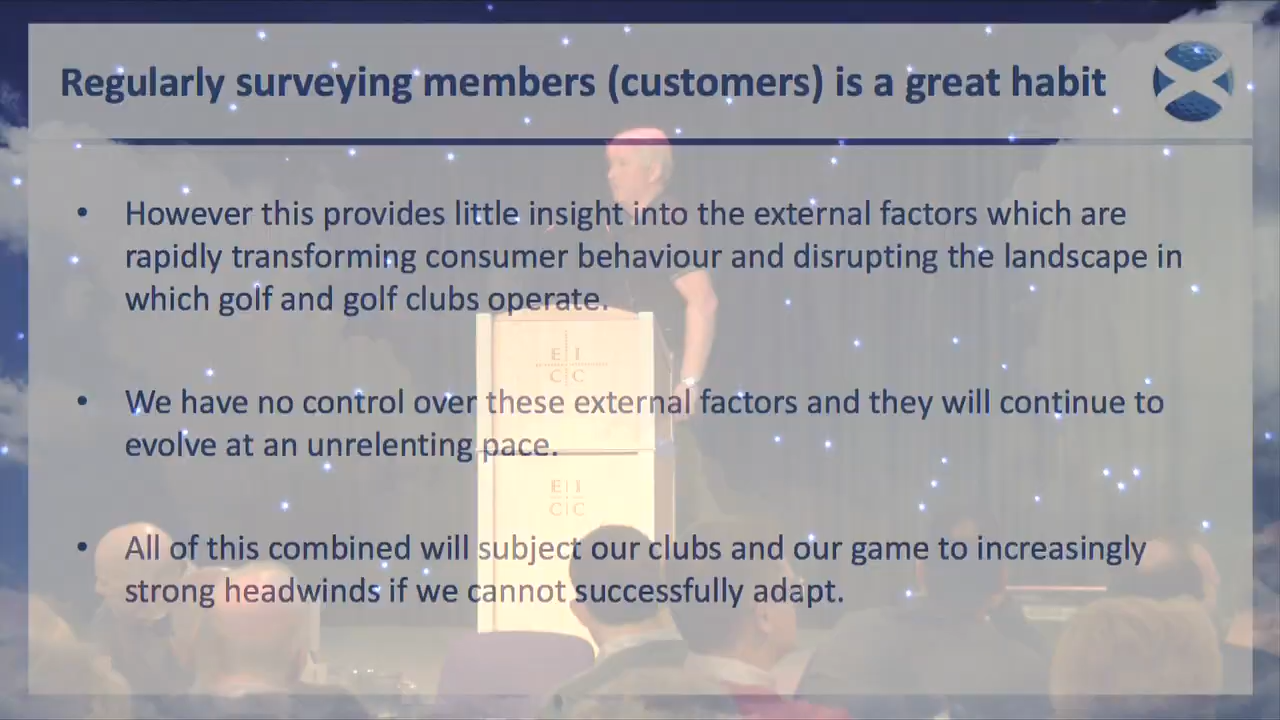 Regularly surveying members (customers) is a great habit
• However this provides little insight into the external factors which are
rapidly transforming consumer behaviour and disrupting the landscape in
which golf and golf clubs operate.
• We have no control over these external factors and they will continue to
evolve at an unrelenting pace.
• All of this combined will subject our clubs and our game to increasingly
strong headwinds if we cannot successfully adapt.
E I
C C
E I
C C